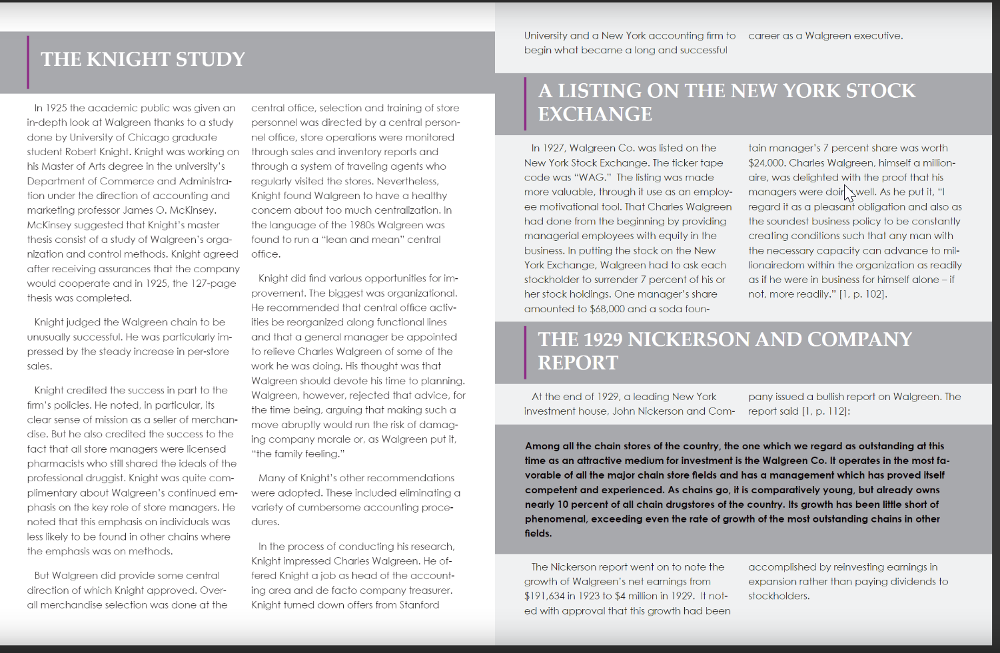 THE KNIGHT STUDY
In 1925 the academic public was given an
in-depth look at Walgreen thanks to a study
done by University of Chicago graduate
student Robert Knight. Knight was working on
his Master of Arts degree in the university's
Department of Commerce and Administra-
tion under the direction of accounting and
marketing professor James O. McKinsey.
McKinsey suggested that Knight's master
thesis consist of a study of Walgreen's orga-
nization and control methods. Knight agreed
after receiving assurances that the company
would cooperate and in 1925, the 127-page
thesis was completed.
Knight judged the Walgreen chain to be
unusually successful. He was particularly im-
pressed by the steady increase in per-store
sales.
Knight credited the success in part to the
firm's policies. He noted, in particular, its
clear sense of mission as a seller of merchan-
dise. But he also credited the success to the
fact that all store managers were licensed
pharmacists who still shared the ideals of the
professional druggist. Knight was quite com-
plimentary about Walgreen's continued em-
phasis on the key role of store managers. He
noted that this emphasis on individuals was
less likely to be found in other chains where
the emphasis was on methods.
But Walgreen did provide some central
direction of which Knight approved. Over-
all merchandise selection was done at the
central office, selection and training of store
personnel was directed by a central person-
nel office, store operations were monitored
through sales and inventory reports and
through a system of traveling agents who
regularly visited the stores. Nevertheless,
Knight found Walgreen to have a healthy
concern about too much centralization. In
the language of the 1980s Walgreen was
found to run a "lean and mean" central
office.
Knight did find various opportunities for im-
provement. The biggest was organizational.
He recommended that central office activ-
ities be reorganized along functional lines
and that a general manager be appointed
to relieve Charles Walgreen of some of the
work he was doing. His thought was that
Walgreen should devote his time to planning.
Walgreen, however, rejected that advice, for
the time being, arguing that making such a
move abruptly would run the risk of damag-
ing company morale or, as Walgreen put it,
"the family feeling."
Many of Knight's other recommendations
were adopted. These included eliminating a
variety of cumbersome accounting proce-
dures.
In the process of conducting his research,
Knight impressed Charles Walgreen. He of-
fered Knight a job as head of the account-
ing area and de facto company treasurer.
Knight turned down offers from Stanford
University and a New York accounting firm to
begin what became a long and successful
career as a Walgreen executive.
A LISTING ON THE NEW YORK STOCK
EXCHANGE
In 1927, Walgreen Co. was listed on the
New York Stock Exchange. The ticker tape
code was "WAG." The listing was made
more valuable, through it use as an employ-
ee motivational tool. That Charles Walgreen
had done from the beginning by providing
managerial employees with equity in the
business. In putting the stock on the New
York Exchange, Walgreen had to ask each
stockholder to surrender 7 percent of his or
her stock holdings. One manager's share
amounted to $68,000 and a soda foun-
tain manager's 7 percent share was worth
$24,000. Charles Walgreen, himself a million-
aire, was delighted with the proof that his
managers were doing well. As he put it, "I
regard it as a pleasant obligation and also as
the soundest business policy to be constantly
creating conditions such that any man with
the necessary capacity can advance to mil-
lionairedom within the organization as readily
as if he were in business for himself alone – if
not, more readily." [1, p. 102].
THE 1929 NICKERSON AND COMPANY
REPORT
At the end of 1929, a leading New York
investment house, John Nickerson and Com-
pany issued a bullish report on Walgreen. The
report said [1, p. 112]:
Among all the chain stores of the country, the one which we regard as outstanding at this
time as an attractive medium for investment is the Walgreen Co. It operates in the most fa-
vorable of all the major chain store fields and has a management which has proved itself
competent and experienced. As chains go, it is comparatively young, but already owns
nearly 10 percent of all chain drugstores of the country. Its growth has been little short of
phenomenal, exceeding even the rate of growth of the most outstanding chains in other
fields.
The Nickerson report went on to note the
growth of Walgreen's net earnings from
$191,634 in 1923 to $4 million in 1929. It not-
ed with approval that this growth had been
accomplished by reinvesting earnings in
expansion rather than paying dividends to
stockholders.